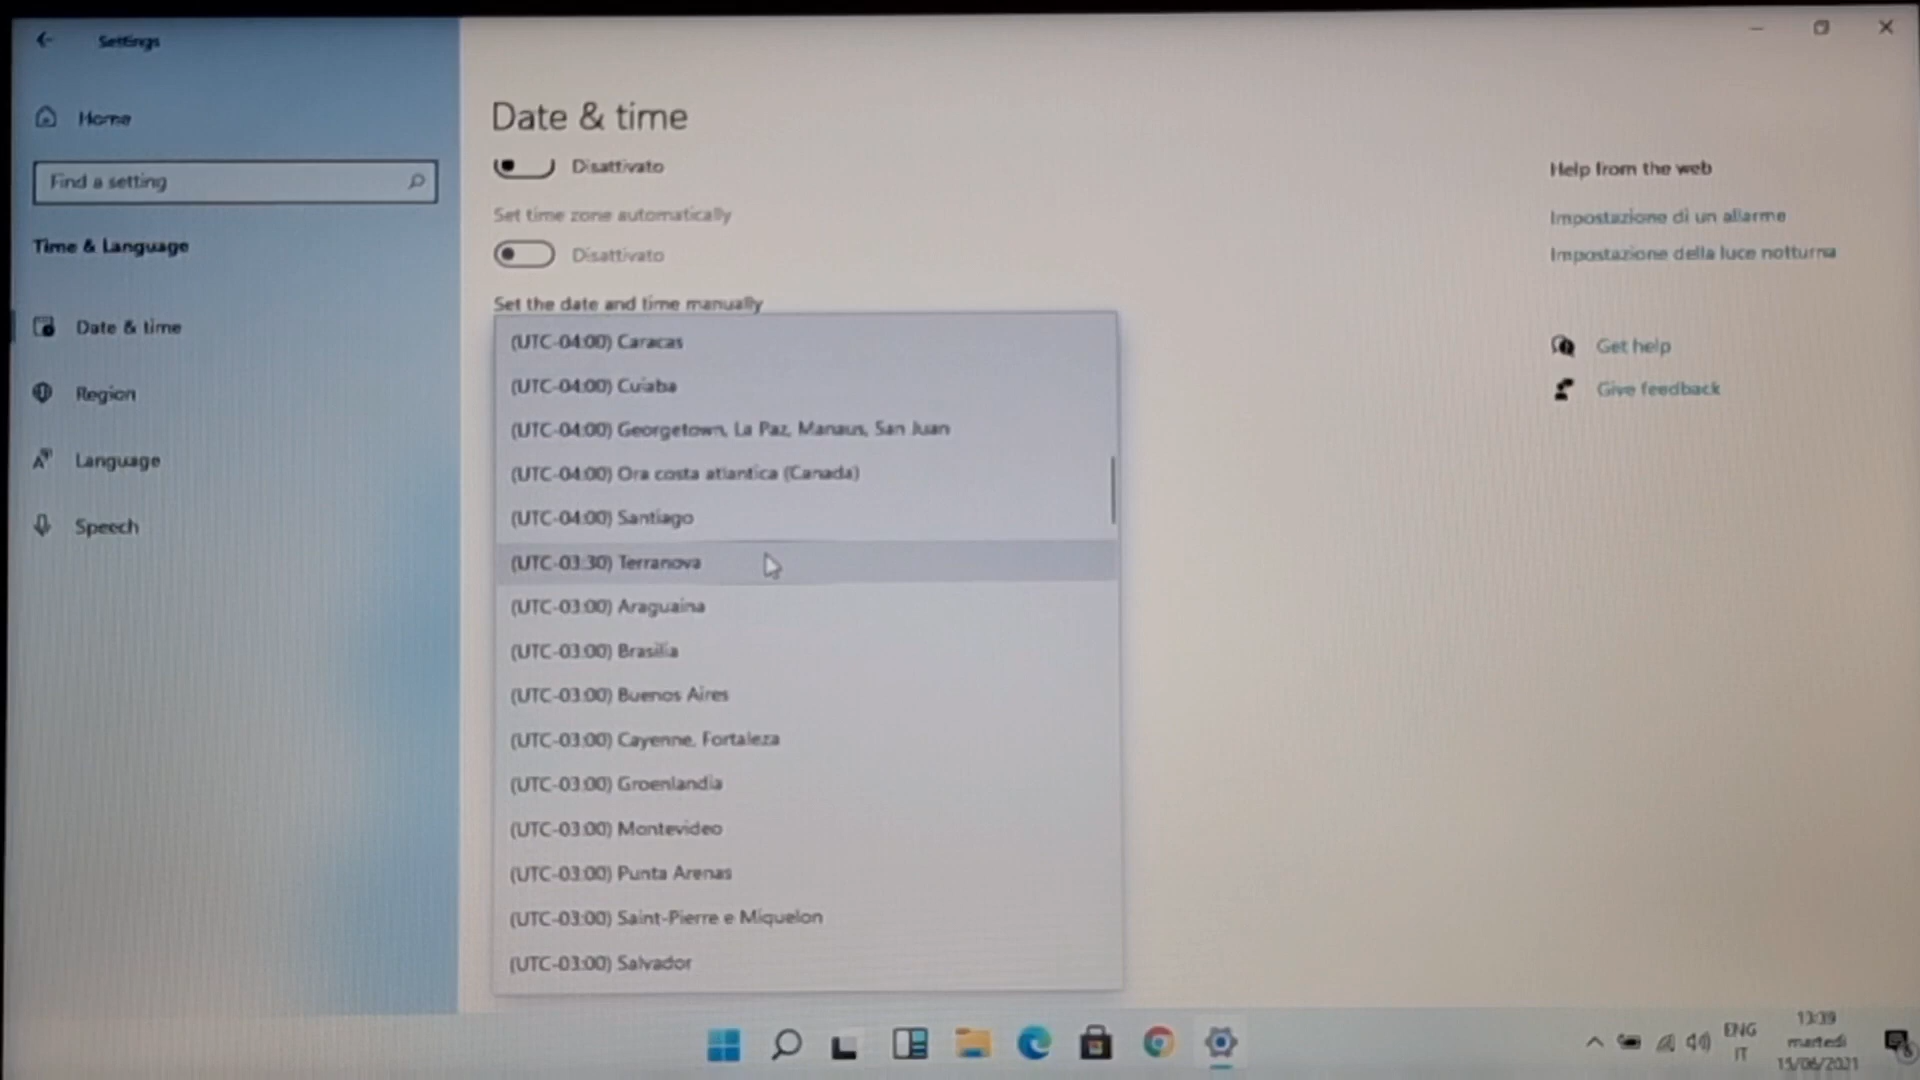 Settings
Home
Find a setting
Time & Language
Date & time
Region
Language
Speech
Date & time
Disattivato
Set time zone automatically
Disattivato
Set the date and time manually
(UTC-04:00) Caracas
(UTC-04:00) Cuiaba
(UTC-04:00) Georgetown, La Paz, Manaus, San Juan
(UTC-04:00) Ora costa atlantica (Canada)
(UTC-04:00) Santiago
(UTC-03:30) Terranova
(UTC-03:00) Araguaina
(UTC-03:00) Brasilia
(UTC-03:00) Buenos Aires
(UTC-03:00) Cayenne, Fortaleza
(UTC-03:00) Groenlandia
(UTC-03:00) Montevideo
(UTC-03:00) Punta Arenas
(UTC-03:00) Saint-Pierre e Miquelon
(UTC-03:00) Salvador
Help from the web
Impostazione di un allarme
Impostazione della luce notturna
Get help
Give feedback
ENG
IT
13:39
martedì
15/06/2021